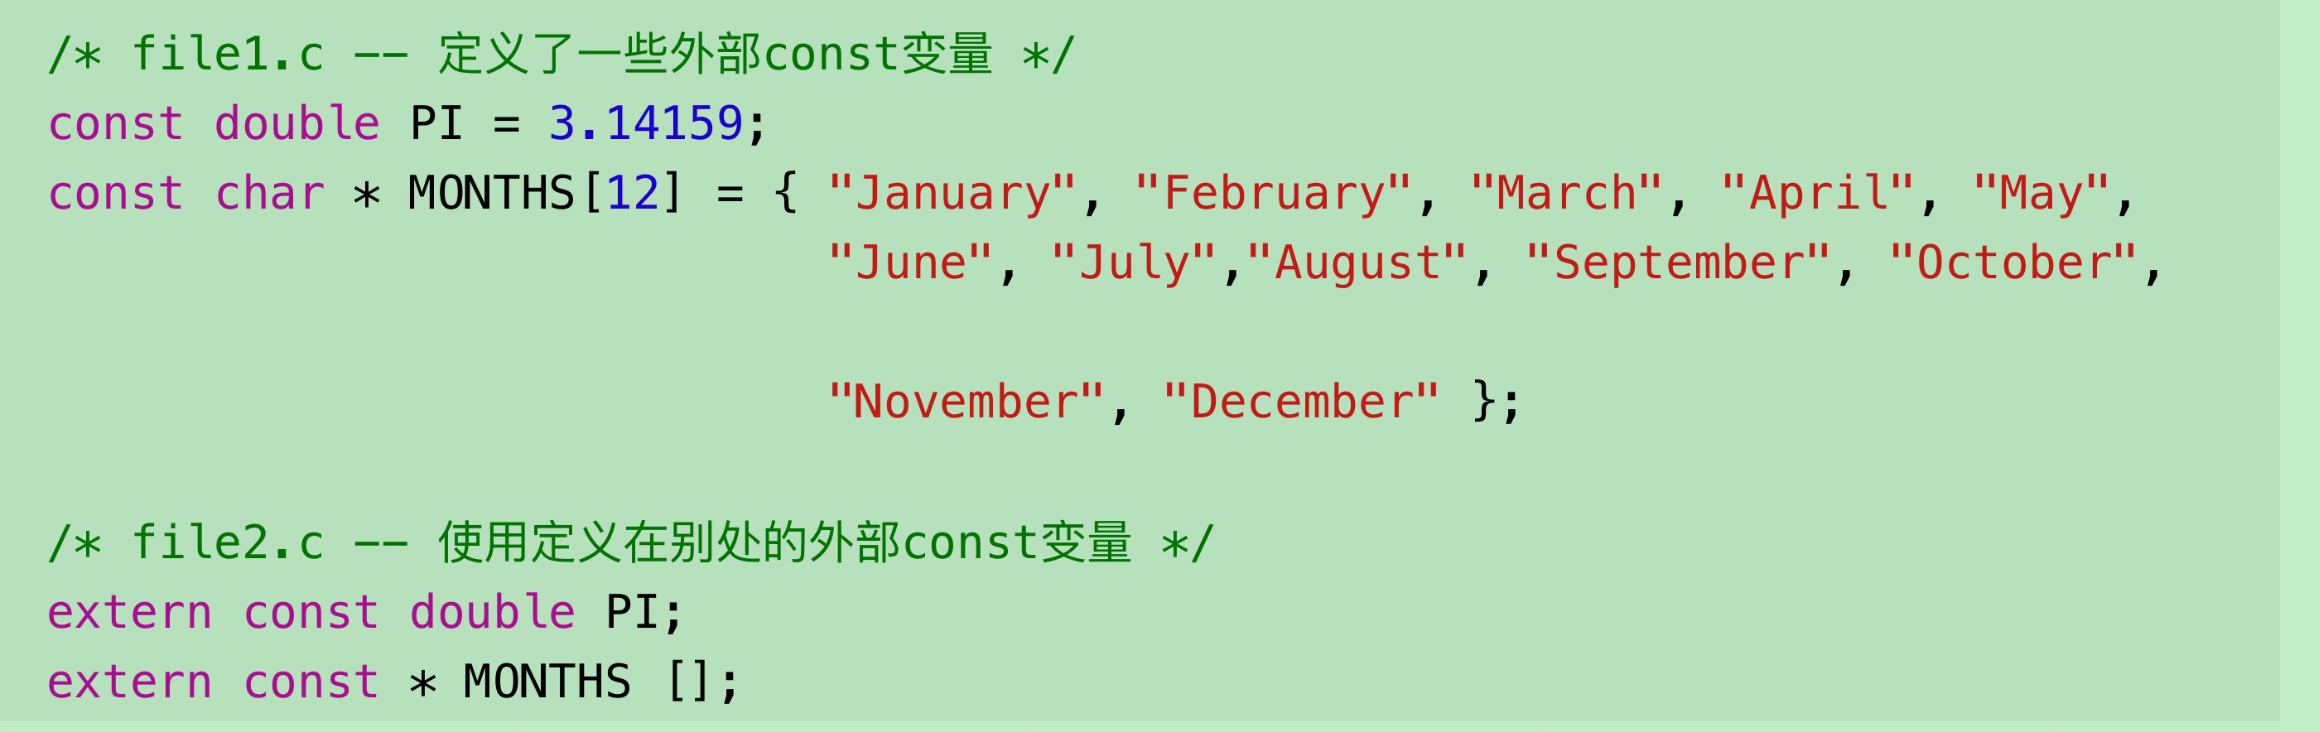 /* file1.c -- 定义了一些外部const变量 */
const double PI = 3.14159;
const char * MONTHS[12] = { "January", "February", "March", "April", "May",
"June", "July","August", "September", "October",
"November", "December" };
/* file2.c -- 使用定义在别处的外部const变量 */
extern const double PI;
extern const * MONTHS [];